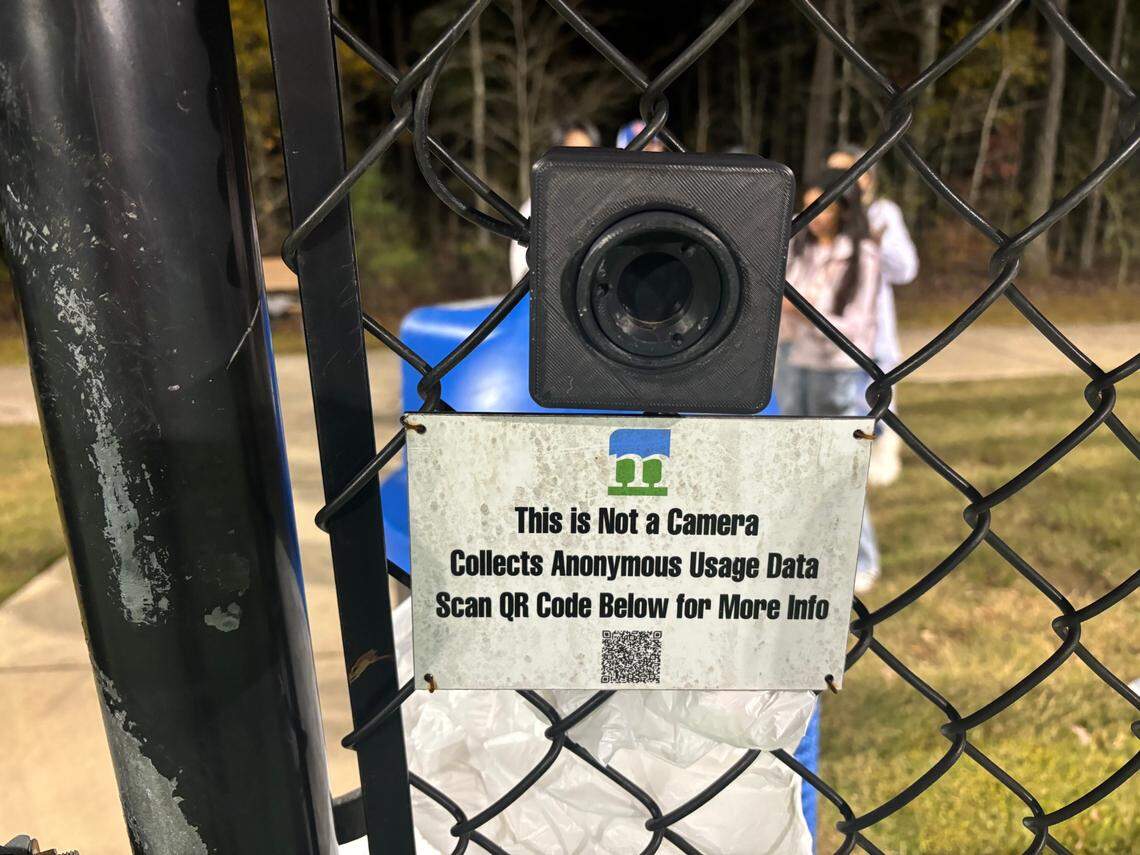 This is Not a Camera
Collects Anonymous Usage Data
Scan QR Code Below for More Info